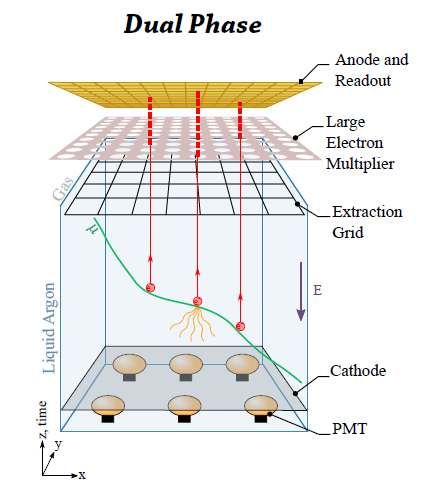 Dual Phase
Anode and
Readout
Large
Electron
Multiplier
Gas
Extraction
Grid
μ
E
Liquid Argon
Cathode
PMT
z, time
y
x